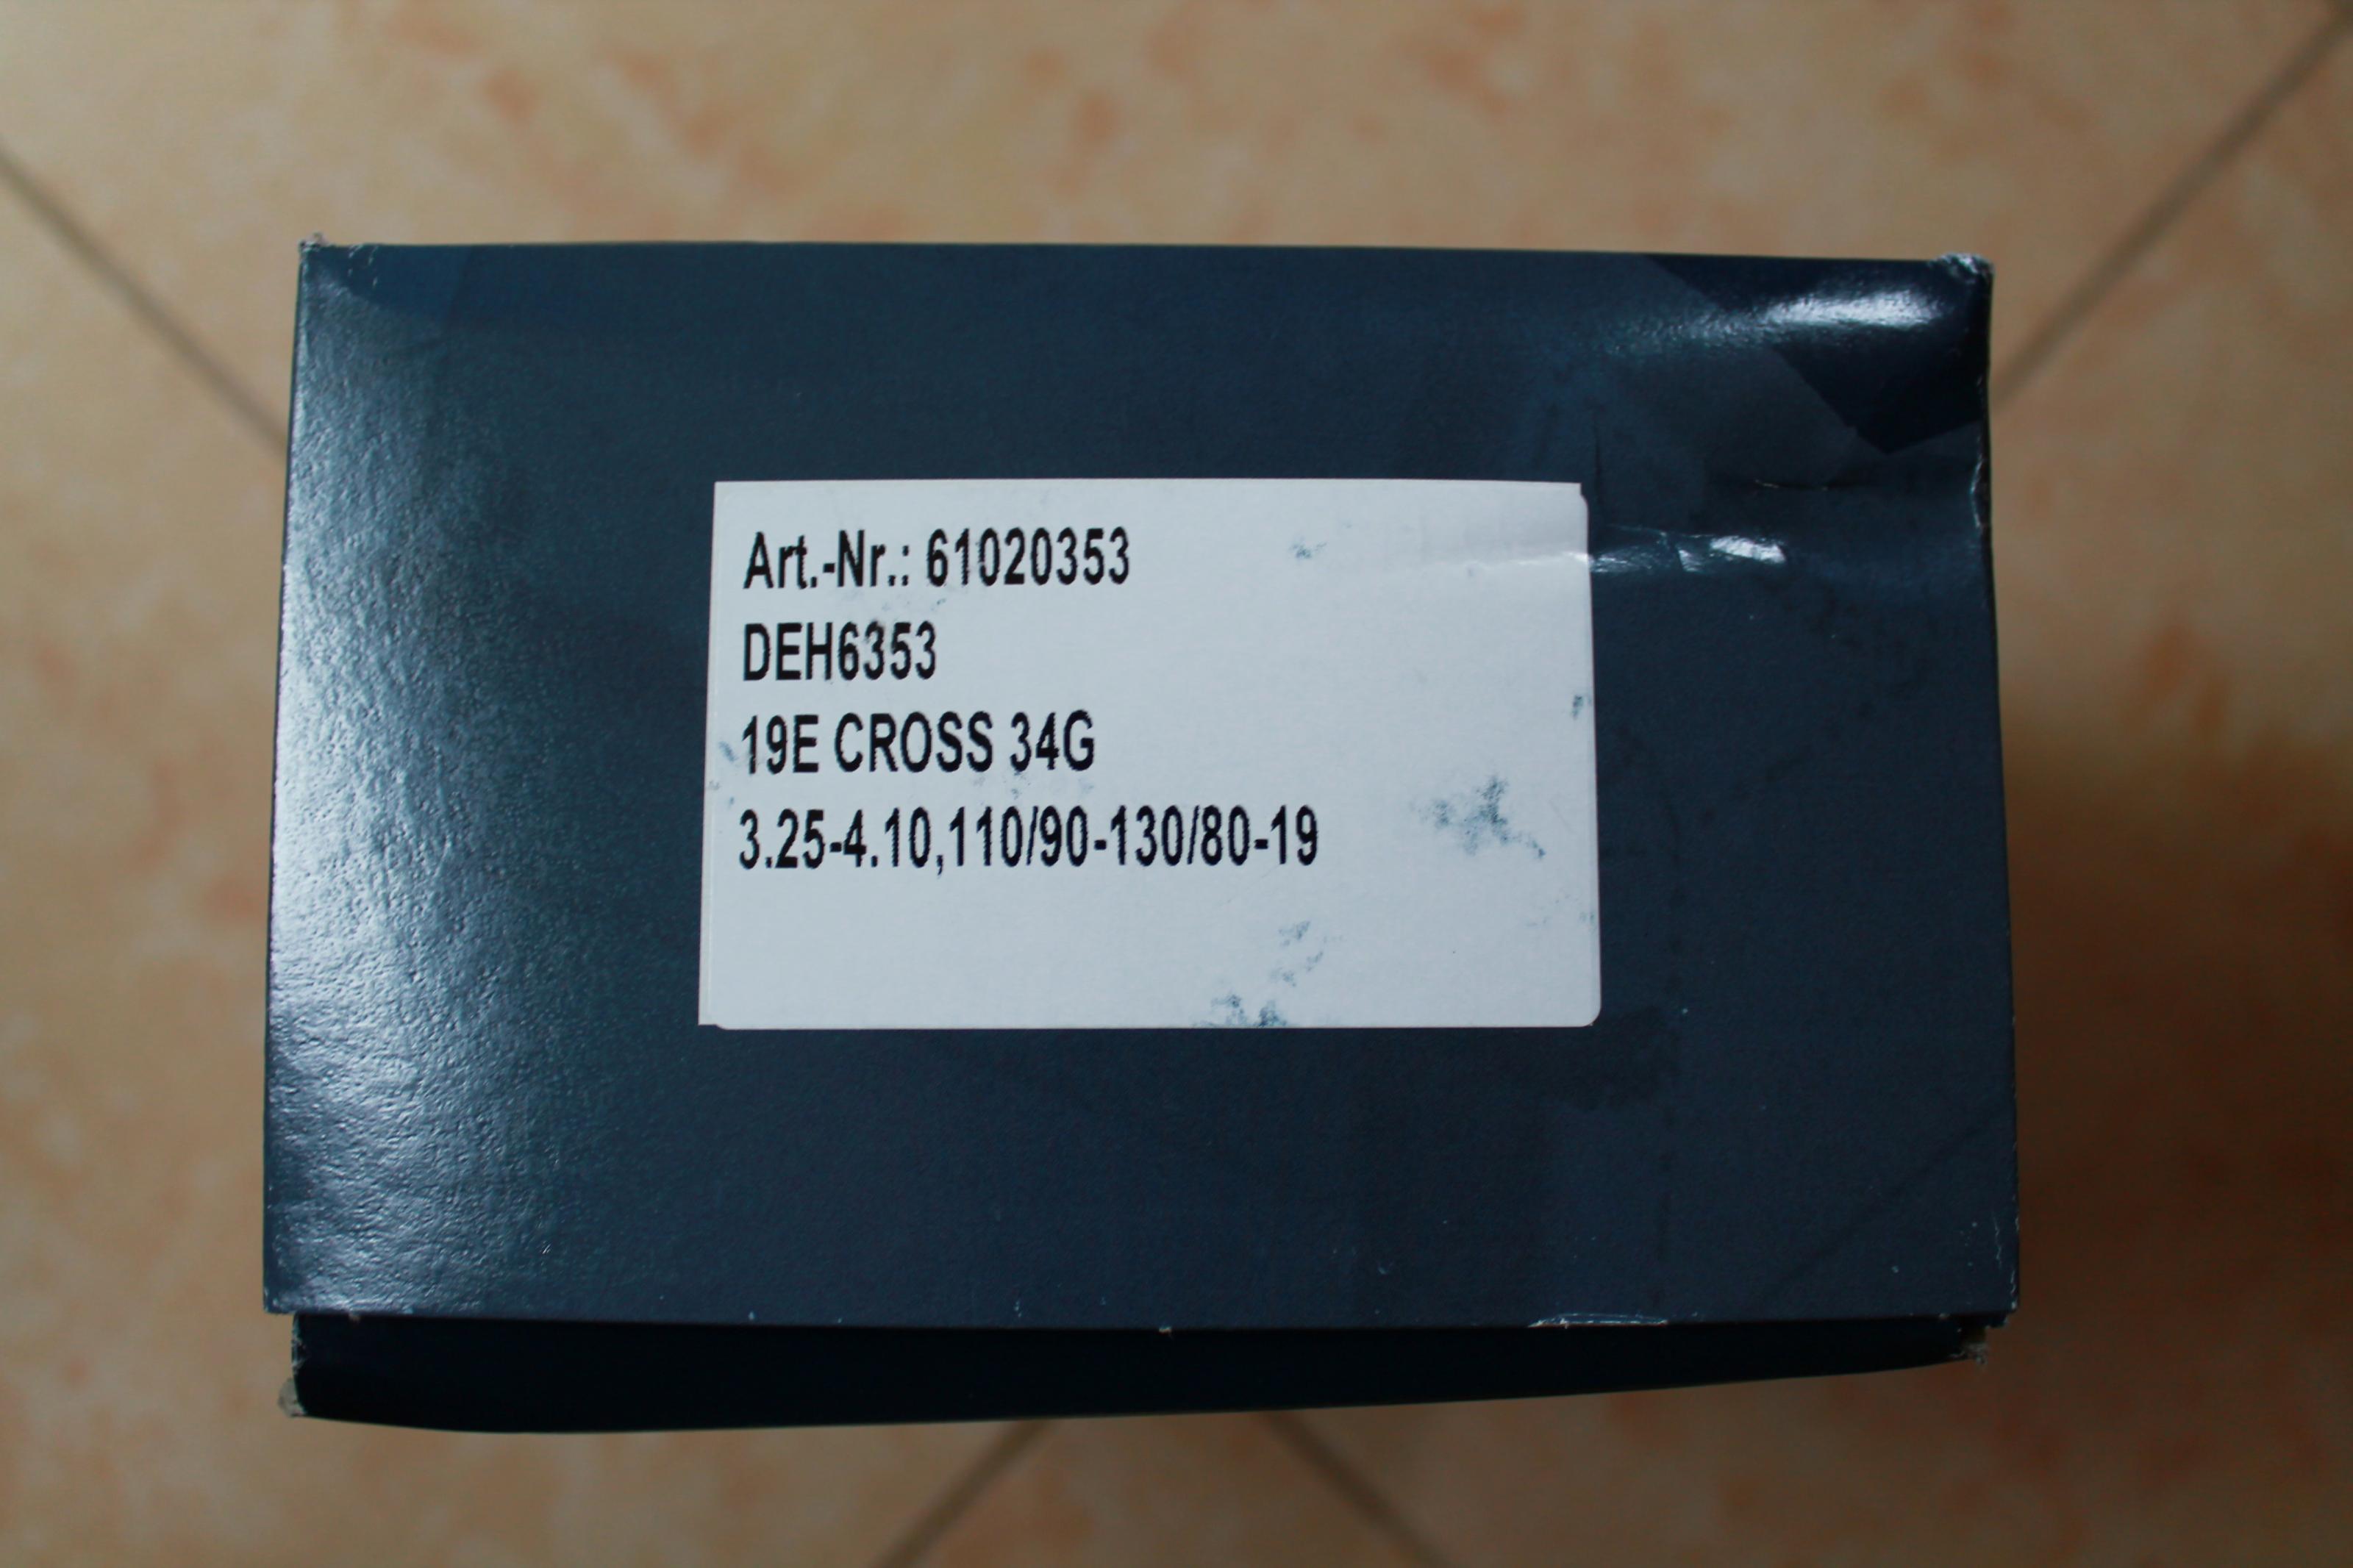 Art.-Nr.: 61020353
DEH6353
19E CROSS 34G
3.25-4.10,110/90-130/80-19